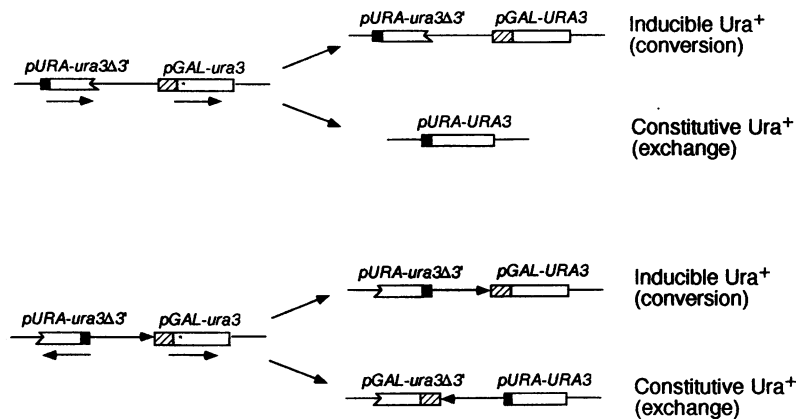 pURA-ura3Δ3' pGAL-URA3 Inducible Ura+
(conversion)
pURA-ura3Δ3' pGAL-ura3
pURA-URA3 Constitutive Ura+
(exchange)
pURA-ura3Δ3' pGAL-URA3 Inducible Ura+
(conversion)
pURA-ura3Δ3' pGAL-ura3
pGAL-ura3Δ3' pURA-URA3 Constitutive Ura+
(exchange)